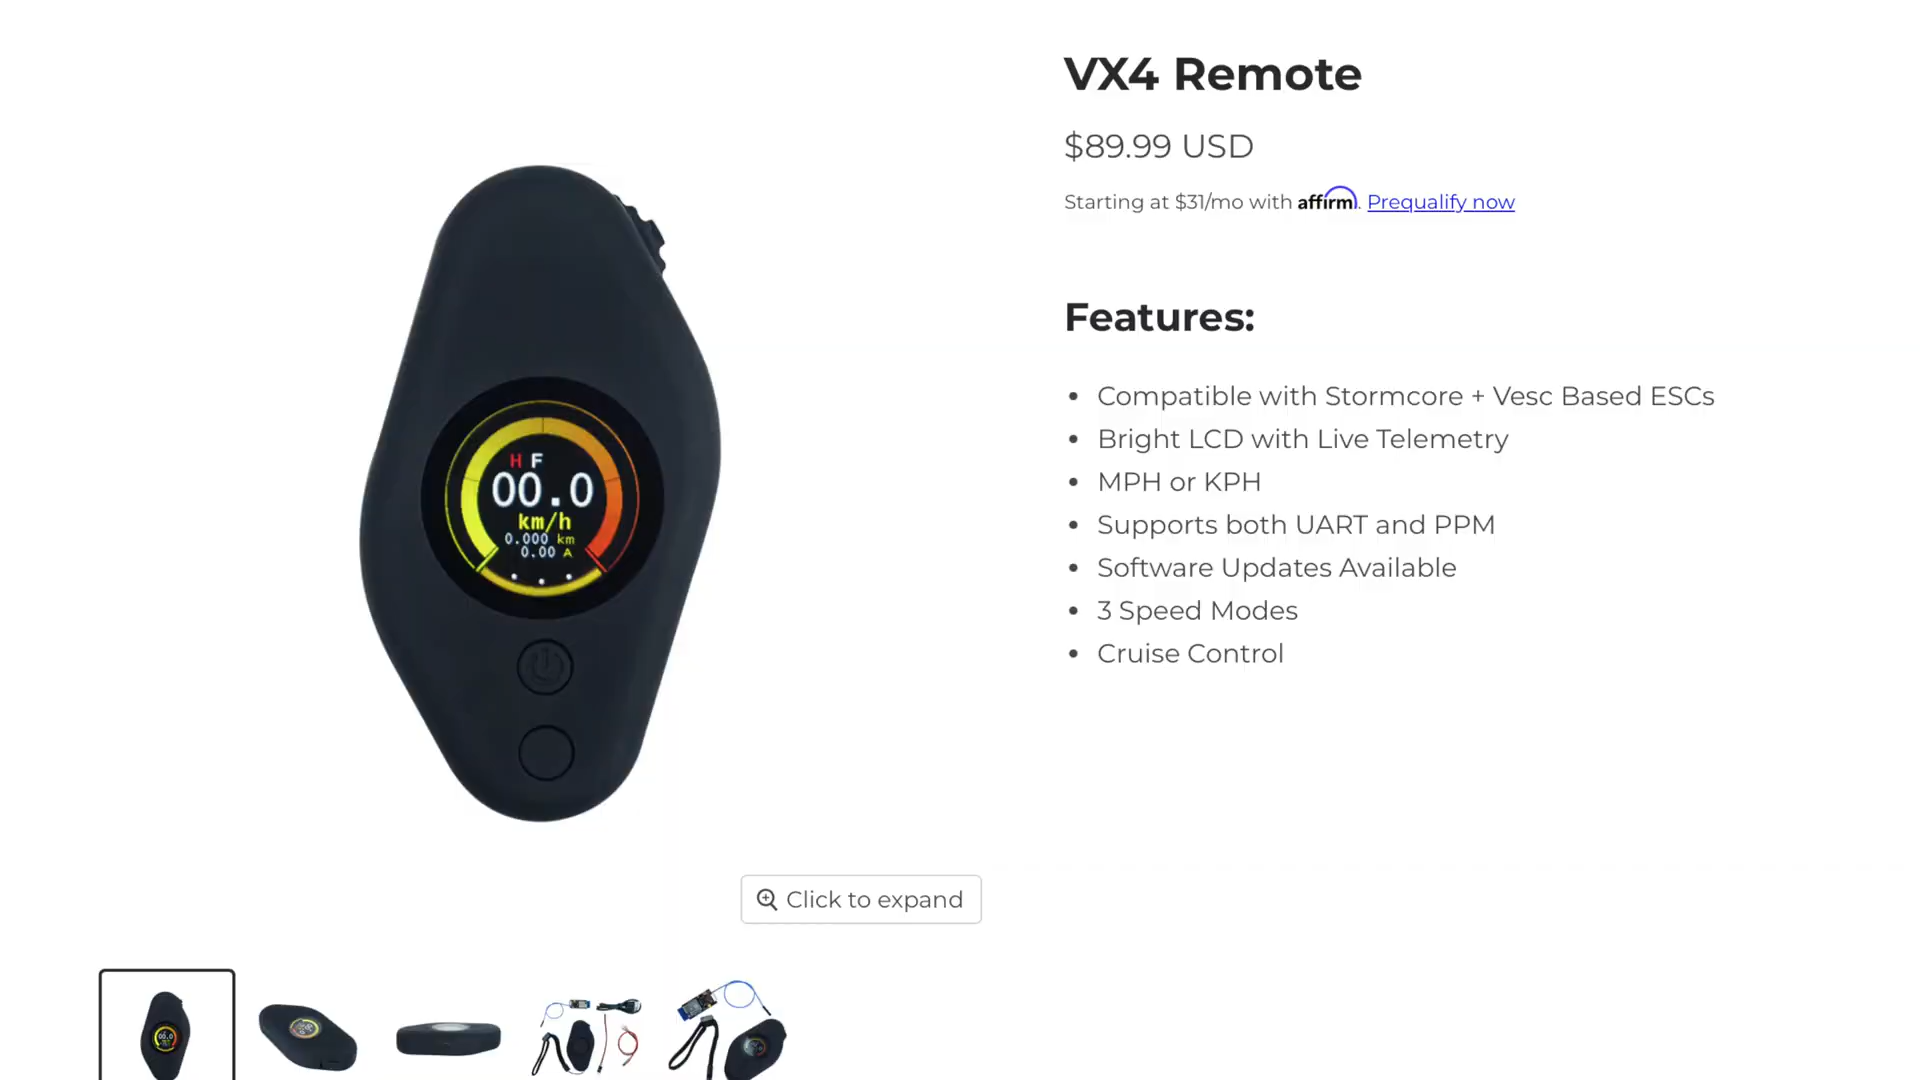 VX4 Remote
$89.99 USD
Starting at $31/mo with affirm. Prequalify now
Features:
Compatible with Stormcore + Vesc Based ESCs
Bright LCD with Live Telemetry
MPH or KPH
Supports both UART and PPM
Software Updates Available
3 Speed Modes
Cruise Control
H F
00.0
km/h
0.000 km
0.00 A
Click to expand